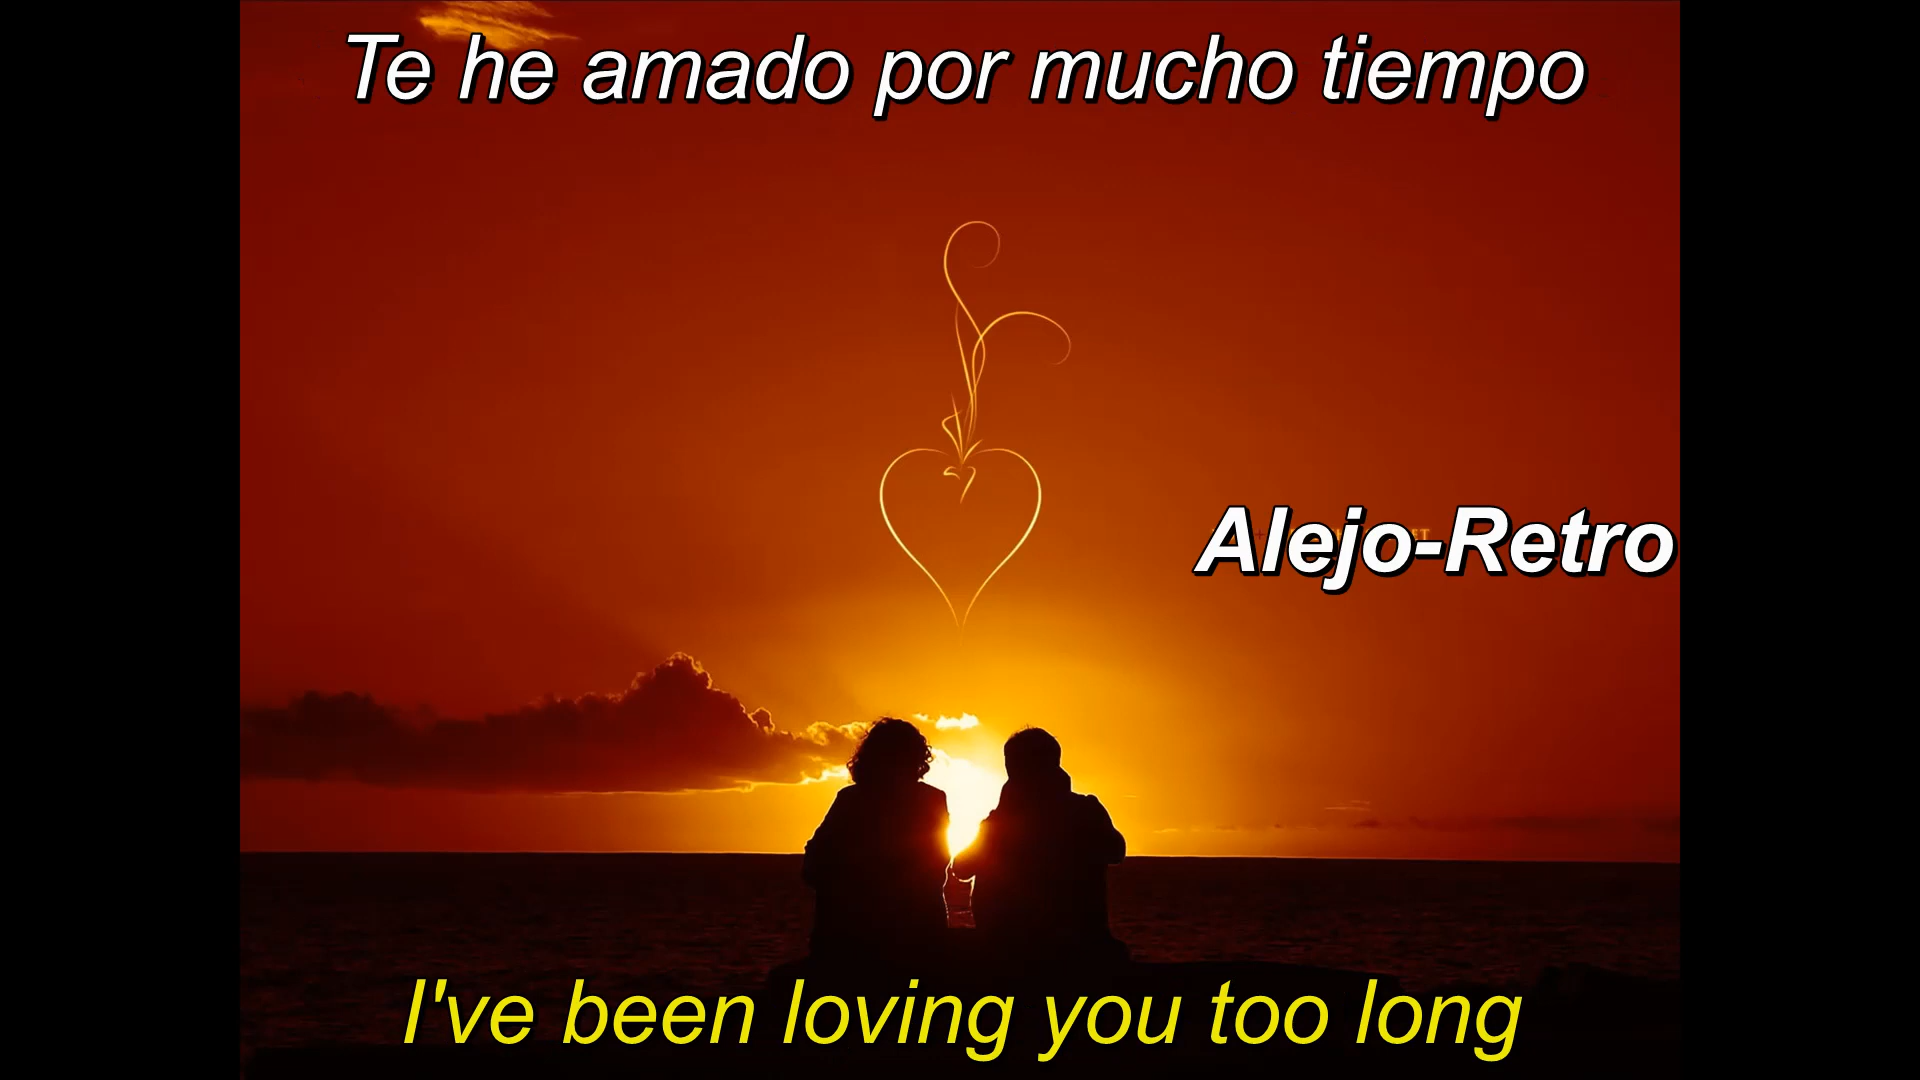 Te he amado por mucho tiempo
Alejo-Retro
I've been loving you too long